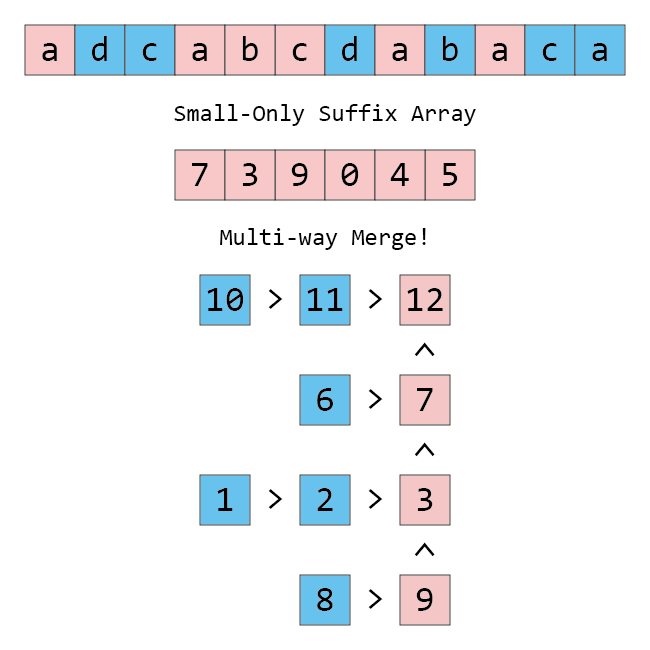 a d c a b c d a b a c a
Small-Only Suffix Array
7 3 9 0 4 5
Multi-way Merge!
10 > 11 > 12
^
6 > 7
^
1 > 2 > 3
^
8 > 9